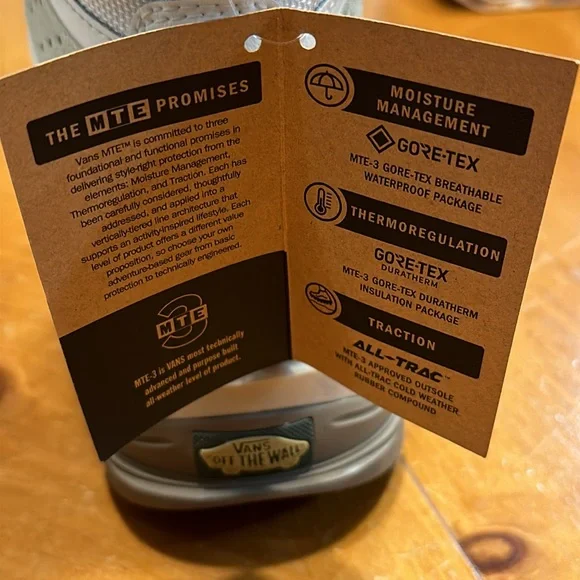 THE MTE PROMISES
Vans MTE™ is committed to three
foundational and functional promises in
delivering style-right protection from the
elements: Moisture Management,
Thermoregulation, and Traction. Each has
been carefully considered, thoughtfully
addressed, and applied into a
vertically-tiered line architecture that
supports an activity-inspired lifestyle. Each
level of product offers a different value
proposition, so choose your own
adventure-based gear from basic
protection to technically engineered.
3
MTE
MTE-3 is VANS most technically
advanced and purpose built
all-weather level of product.
MOISTURE
MANAGEMENT
GORE-TEX
MTE-3 GORE-TEX BREATHABLE
WATERPROOF PACKAGE
THERMOREGULATION
GORE-TEX
DURATHERM
MTE-3 GORE-TEX DURATHERM
INSULATION PACKAGE
TRACTION
ALL-TRAC™
MTE-3 APPROVED OUTSOLE
WITH ALL-TRAC COLD WEATHER
RUBBER COMPOUND
VANS
"OFF THE WALL"